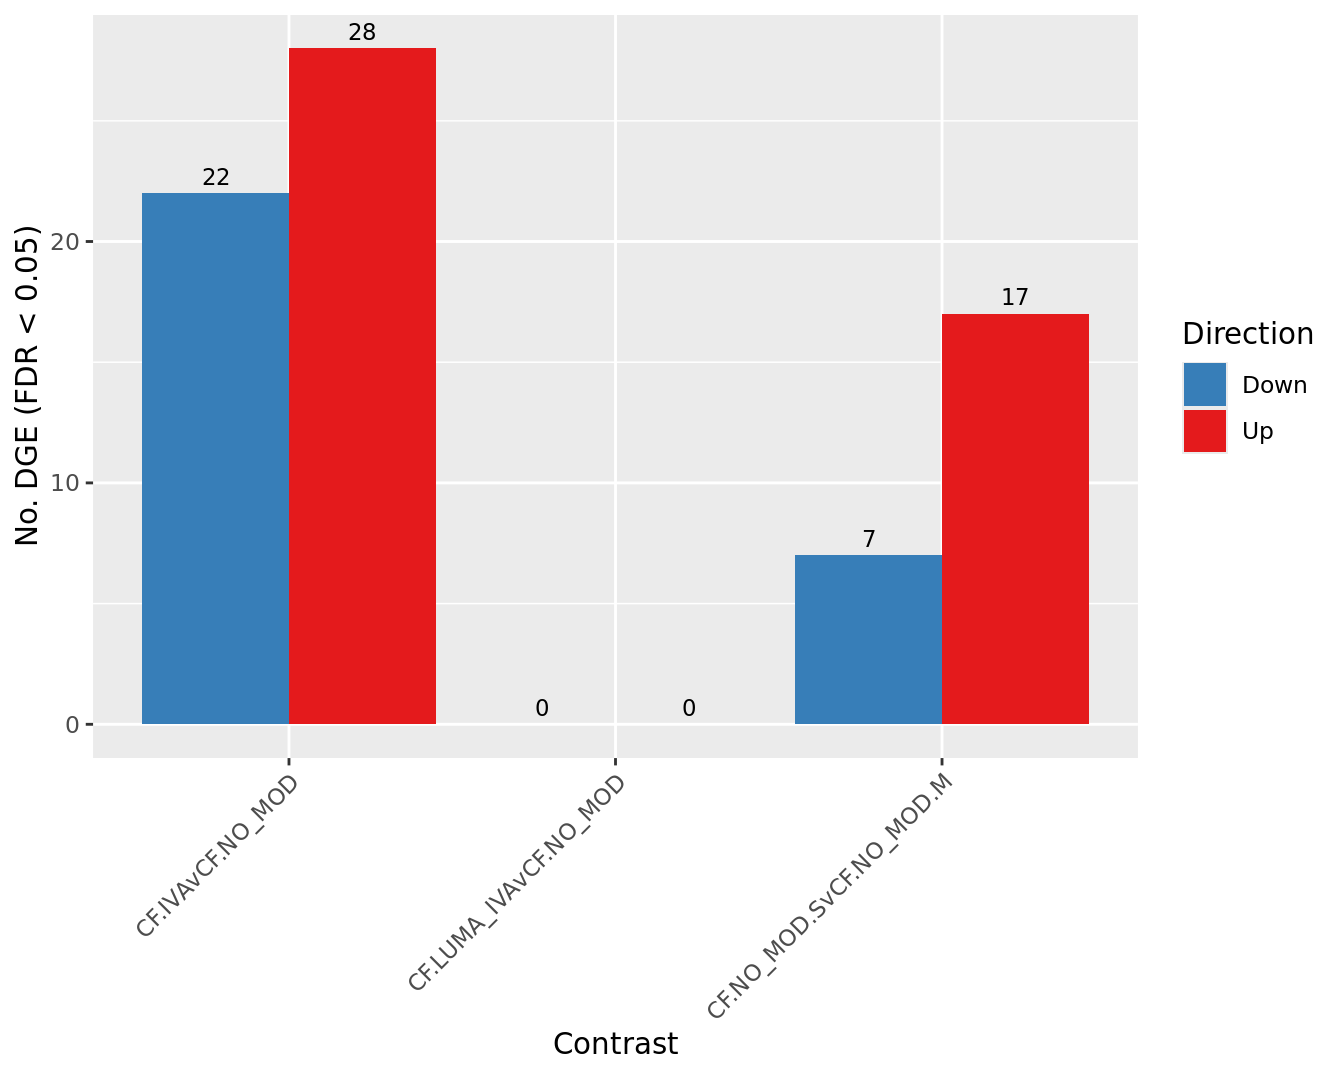 28
22
20
17
10
7
0
0
0
No. DGE (FDR < 0.05)
CF.IVAvCF.NO_MOD
CF.LUMA_IVAvCF.NO_MOD
CF.NO_MOD.SvCF.NO_MOD.M
Contrast
Direction
Down
Up